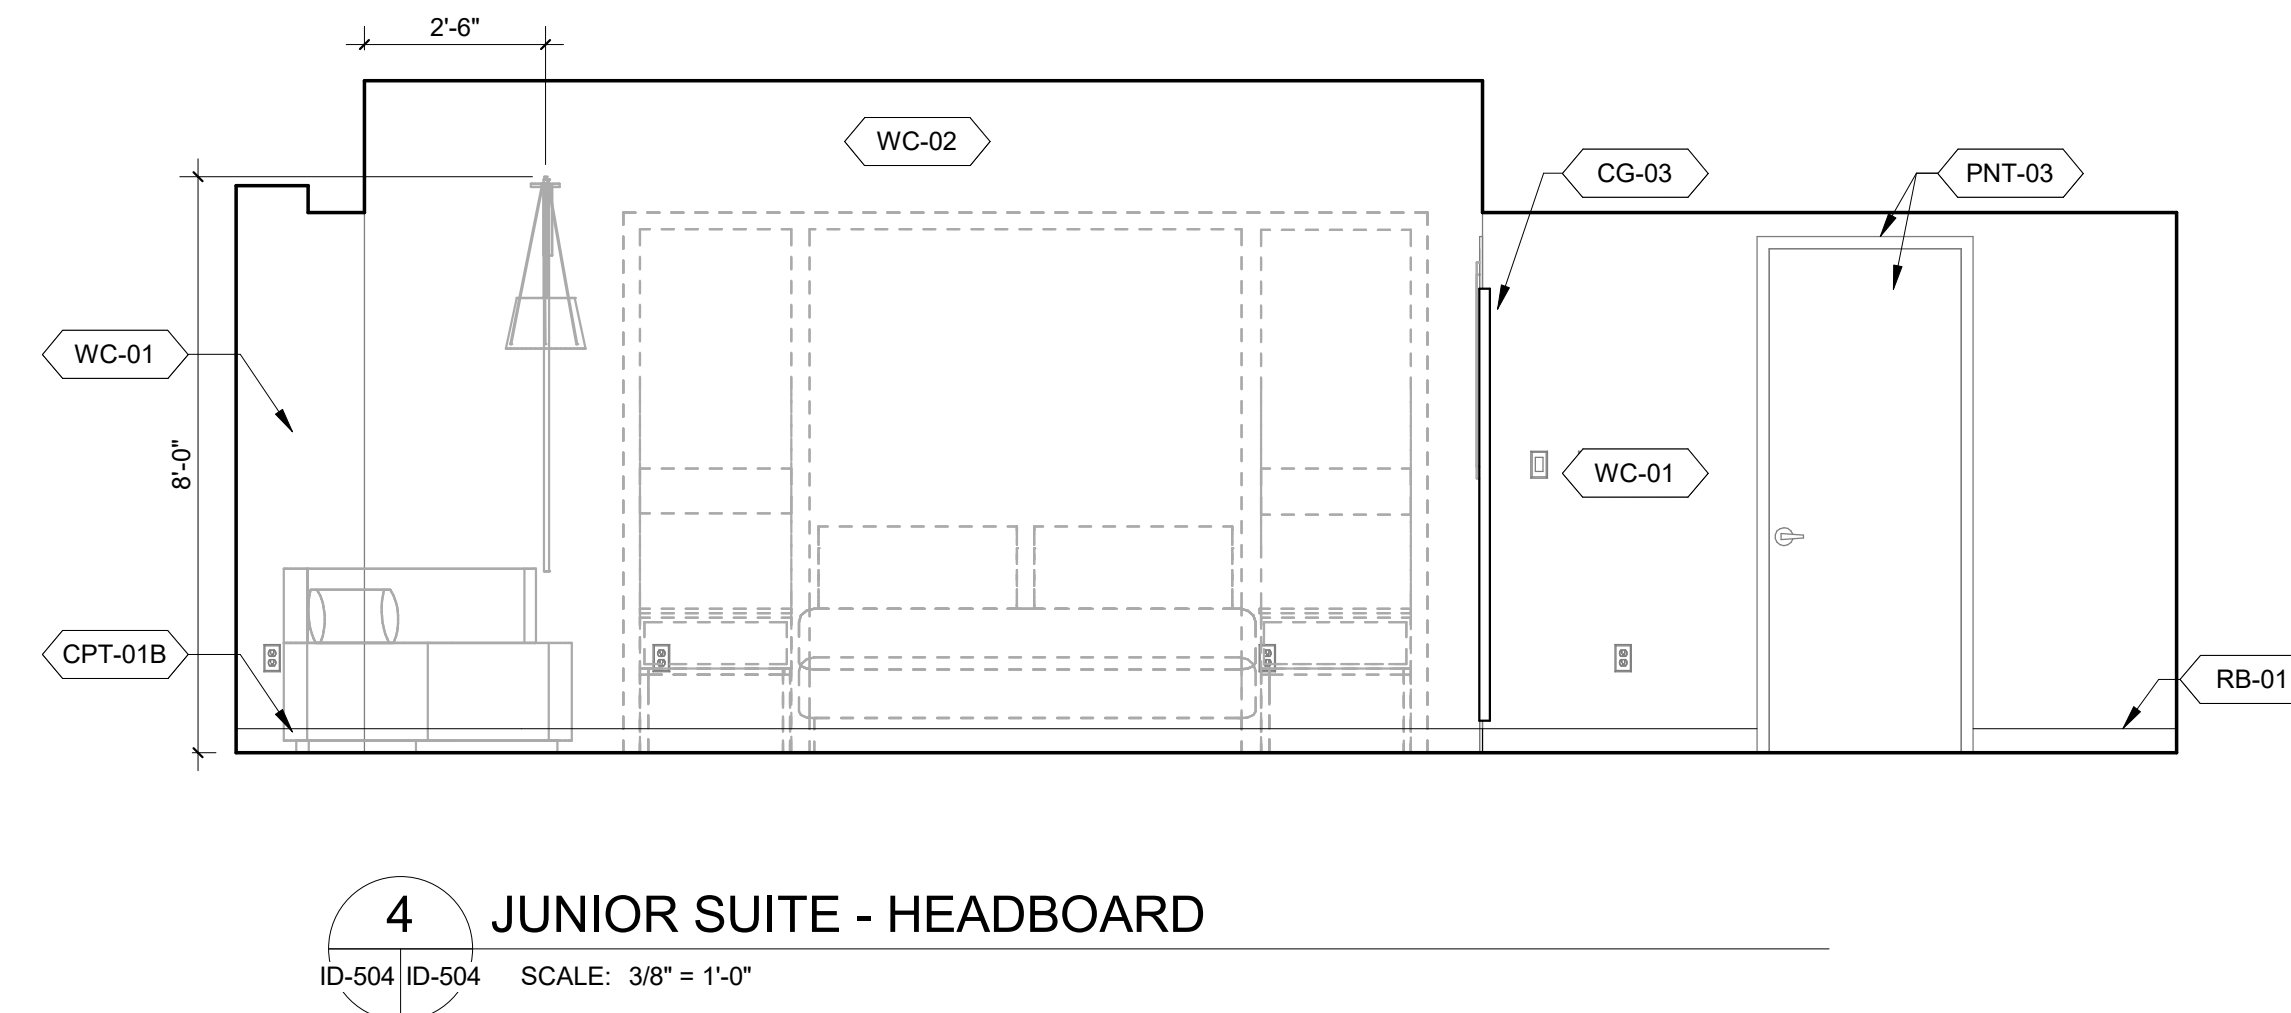 2'-6"
WC-02
CG-03
PNT-03
WC-01
8'-0"
WC-01
CPT-01B
RB-01
4
JUNIOR SUITE - HEADBOARD
ID-504
ID-504
SCALE: 3/8" = 1'-0"